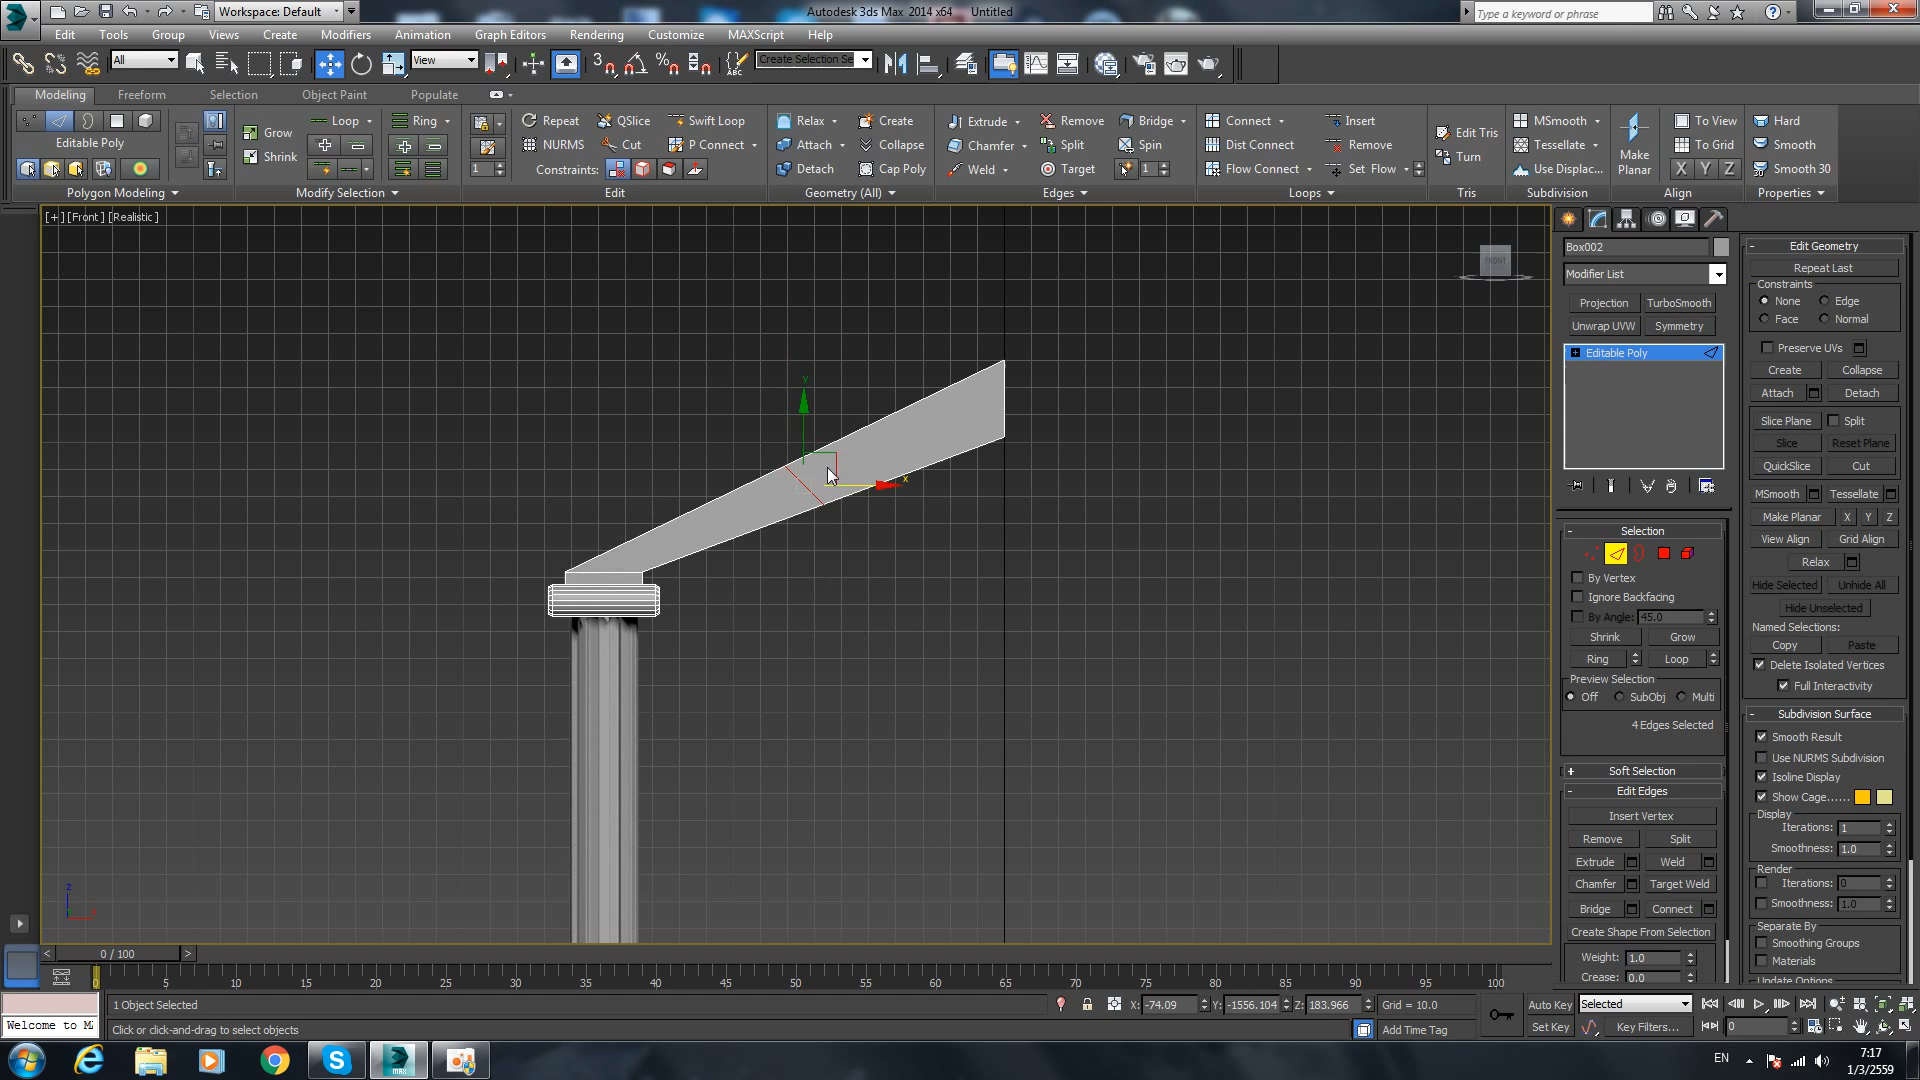 Workspace: Default
Autodesk 3ds Max 2014 x64 Untitled
Type a keyword or phrase
Edit Tools Group Views Create Modifiers Animation Graph Editors Rendering Customize MAXScript Help
All View Create Selection Se
Modeling Freeform Selection Object Paint Populate
Loop Ring Repeat QSlice Swift Loop Relax Create Extrude Remove Bridge Connect Insert MSmooth To View Hard
Grow
Editable Poly NURMS Cut P Connect Attach Collapse Chamfer Split Spin Dist Connect Remove Edit Tris Turn Tessellate Make Planar To Grid Smooth
Shrink 1 Constraints: Detach Cap Poly Weld Target 1 Flow Connect Set Flow Use Displac... X Y Z Smooth 30
Polygon Modeling Modify Selection Edit Geometry (All) Edges Loops Tris Subdivision Align Properties
[+] [Front] [Realistic]
FRONT
y
x
z
Box002
Modifier List
Projection TurboSmooth
Unwrap UVW Symmetry
Editable Poly
Selection
By Vertex
Ignore Backfacing
By Angle: 45.0
Shrink Grow
Ring Loop
Preview Selection
Off SubObj Multi
4 Edges Selected
Soft Selection
Edit Edges
Insert Vertex
Remove Split
Extrude Weld
Chamfer Target Weld
Bridge Connect
Create Shape From Selection
Weight: 1.0
Crease: 0.0
Edit Geometry
Repeat Last
Constraints
None Edge
Face Normal
Preserve UVs
Create Collapse
Attach Detach
Slice Plane Split
Slice Reset Plane
QuickSlice Cut
MSmooth Tessellate
Make Planar X Y Z
View Align Grid Align
Relax
Hide Selected Unhide All
Hide Unselected
Named Selections:
Copy Paste
Delete Isolated Vertices
Full Interactivity
Subdivision Surface
Smooth Result
Use NURMS Subdivision
Isoline Display
Show Cage......
Display
Iterations: 1
Smoothness: 1.0
Render
Iterations: 0
Smoothness: 1.0
Separate By
Smoothing Groups
Materials
Update Options
< 0 / 100 >
0 5 10 15 20 25 30 35 40 45 50 55 60 65 70 75 80 85 90 95 100
1 Object Selected X: -74.09 Y: -1556.104 Z: 183.966 Grid = 10.0 Auto Key Selected
Welcome to M Click or click-and-drag to select objects Add Time Tag Set Key Key Filters... 0
EN 7:17
1/3/2559